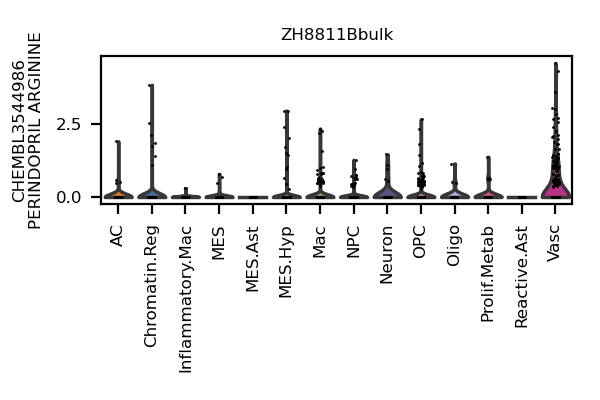 ZH8811Bbulk
CHEMBL3544986
PERINDOPRIL ARGININE
2.5
0.0
AC
Chromatin.Reg
Inflammatory.Mac
MES
MES.Ast
MES.Hyp
Mac
NPC
Neuron
OPC
Oligo
Prolif.Metab
Reactive.Ast
Vasc